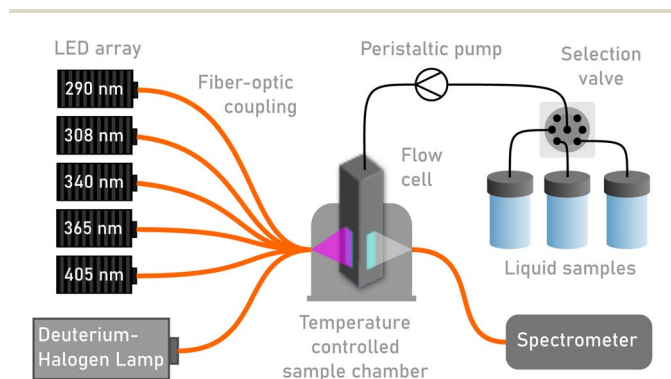 LED array
290 nm
308 nm
340 nm
365 nm
405 nm
Deuterium-
Halogen Lamp
Fiber-optic
coupling
Peristaltic pump
Selection
valve
Flow
cell
Liquid samples
Temperature
controlled
sample chamber
Spectrometer